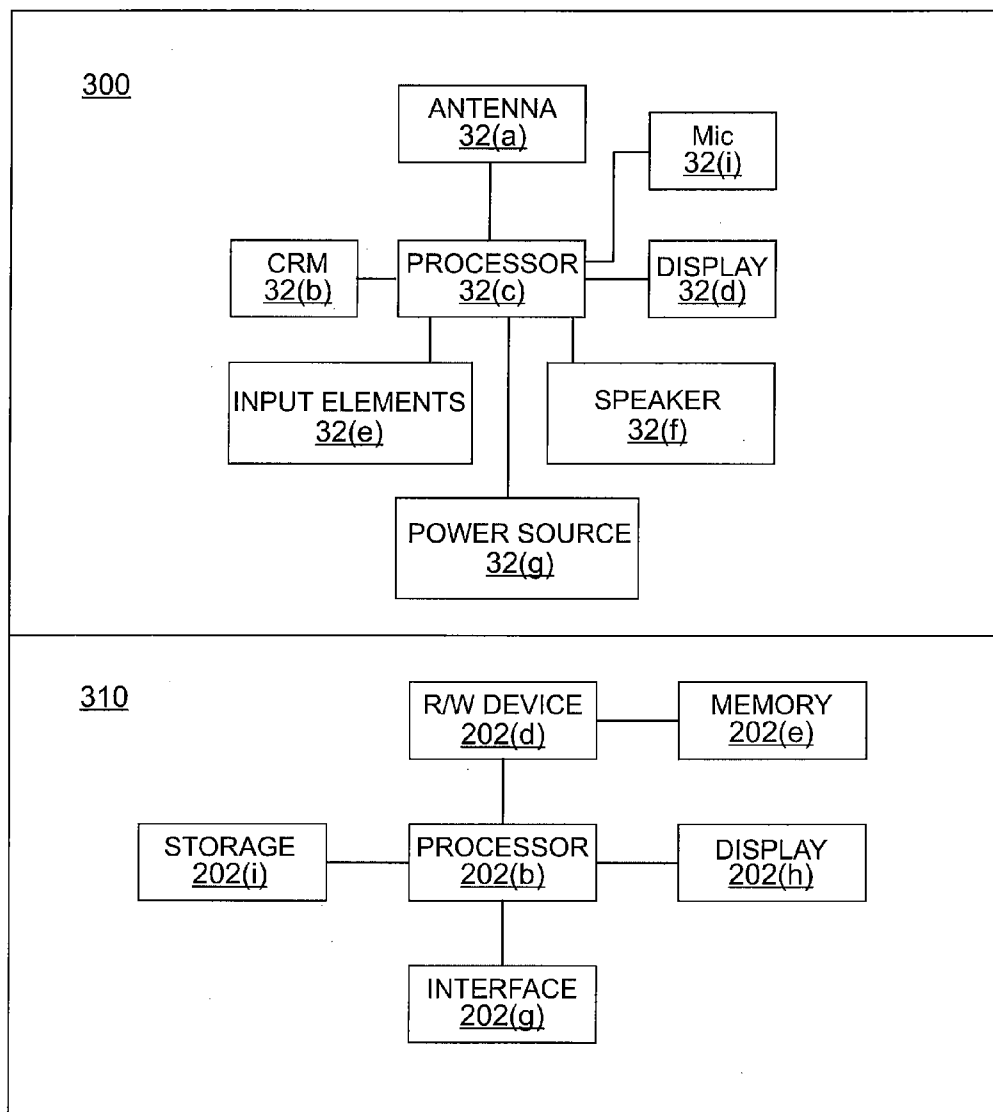 300
ANTENNA
32(a)
Mic
32(i)
CRM
32(b)
PROCESSOR
32(c)
DISPLAY
32(d)
INPUT ELEMENTS
32(e)
SPEAKER
32(f)
POWER SOURCE
32(g)
310
R/W DEVICE
202(d)
MEMORY
202(e)
STORAGE
202(i)
PROCESSOR
202(b)
DISPLAY
202(h)
INTERFACE
202(g)